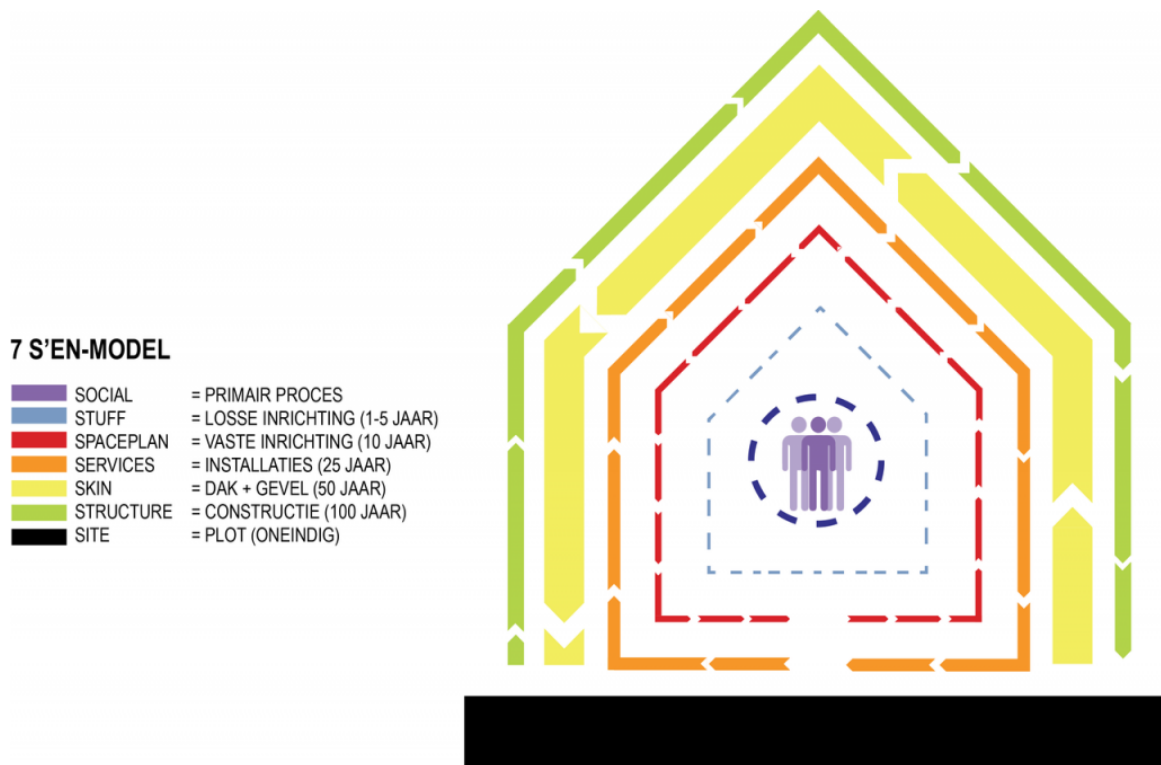 7 S'EN-MODEL
SOCIAL = PRIMAIR PROCES
STUFF = LOSSE INRICHTING (1-5 JAAR)
SPACEPLAN = VASTE INRICHTING (10 JAAR)
SERVICES = INSTALLATIES (25 JAAR)
SKIN = DAK + GEVEL (50 JAAR)
STRUCTURE = CONSTRUCTIE (100 JAAR)
SITE = PLOT (ONEINDIG)